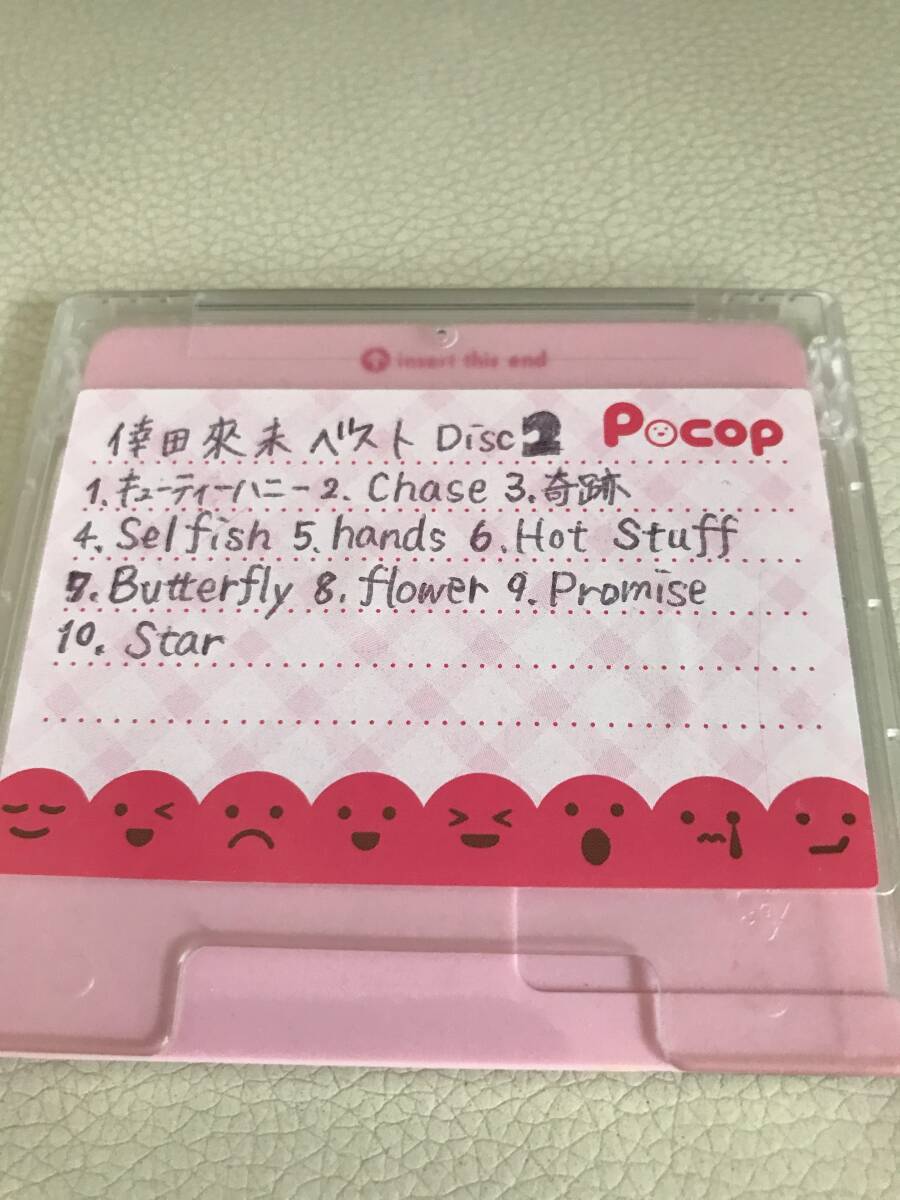 insert this end
倖田來未 ベスト Disc 2 Pocop
1.キューティーハニー 2. Chase 3.奇跡
4. Selfish 5. hands 6. Hot Stuff
7. Butterfly 8. flower 9. Promise
10. Star